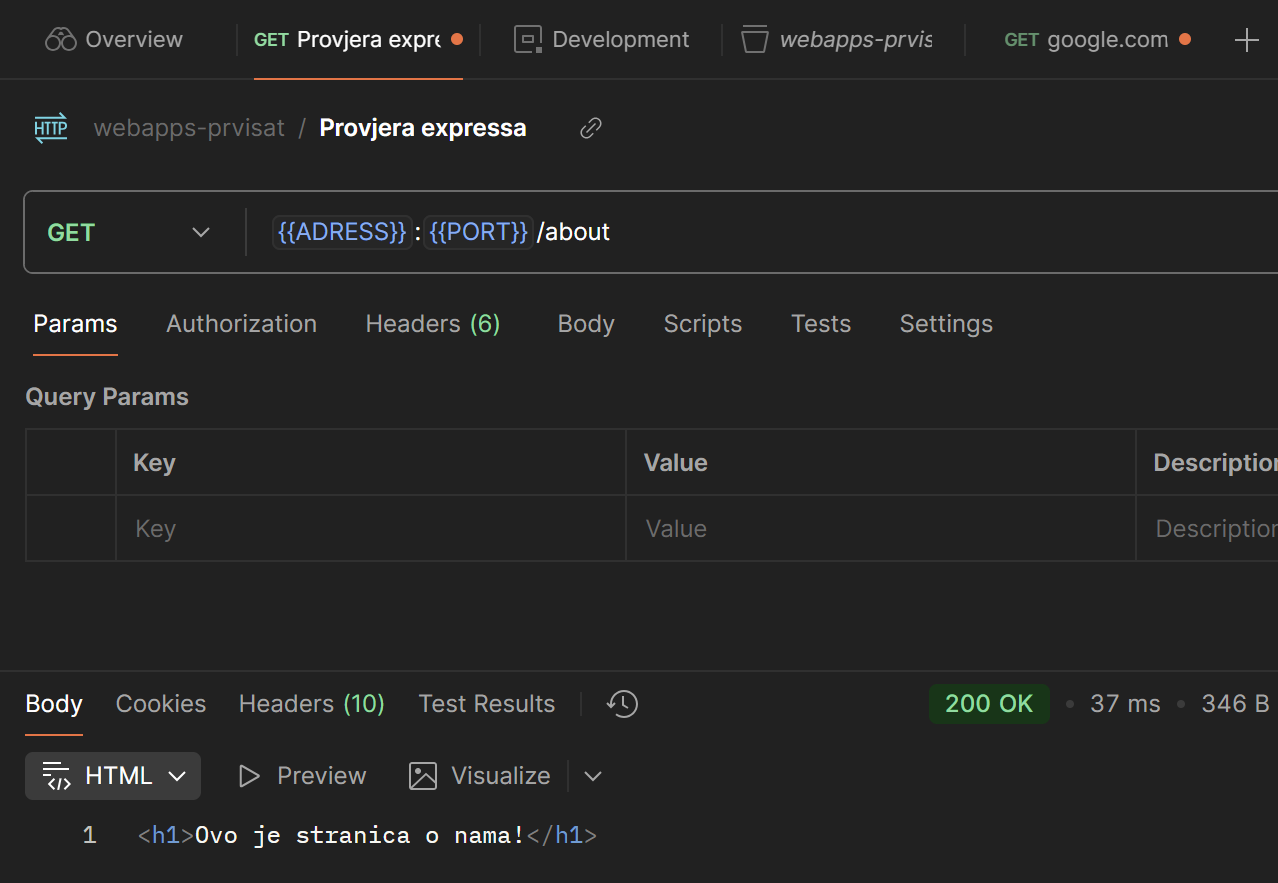 Overview GET Provjera expre Development webapps-prvis GET google.com
HTTP webapps-prvisat / Provjera expressa
GET {{ADRESS}}:{{PORT}}/about
Params Authorization Headers (6) Body Scripts Tests Settings
Query Params
Key Value Description
Key Value Description
Body Cookies Headers (10) Test Results 200 OK • 37 ms • 346 B
HTML Preview Visualize
1 <h1>Ovo je stranica o nama!</h1>